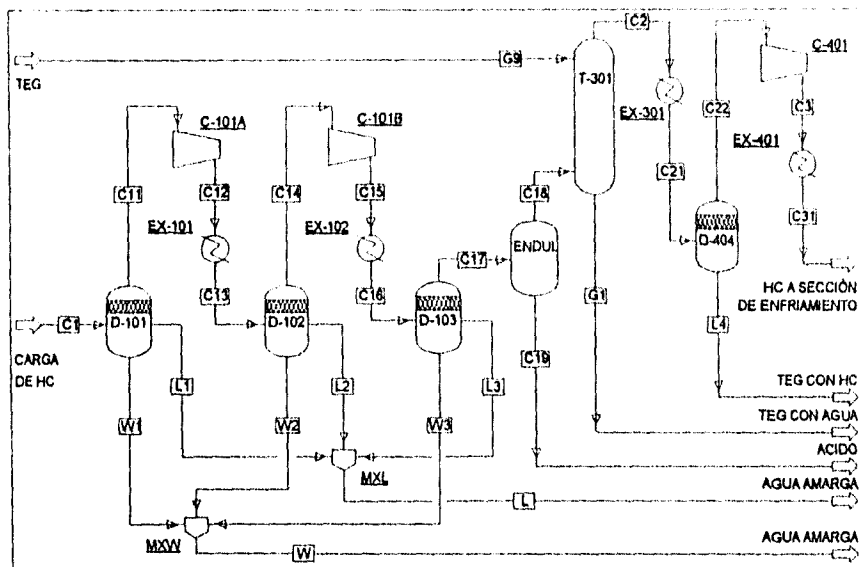 C2
C-401
G9
TEG
T-301
C22
C3
C-101A
C-101B
EX-301
EX-401
C11
C12
C14
C15
C18
C21
C31
EX-101
EX-102
ENDUL
D-404
C17
C13
C16
HC A SECCIÓN
DE ENFRIAMIENTO
C1
D-101
D-102
D-103
G1
CARGA
DE HC
L4
C19
L1
L2
L3
TEG CON HC
W1
W2
W3
TEG CON AGUA
ACIDO
MXL
AGUA AMARGA
L
AGUA AMARGA
MXW
W